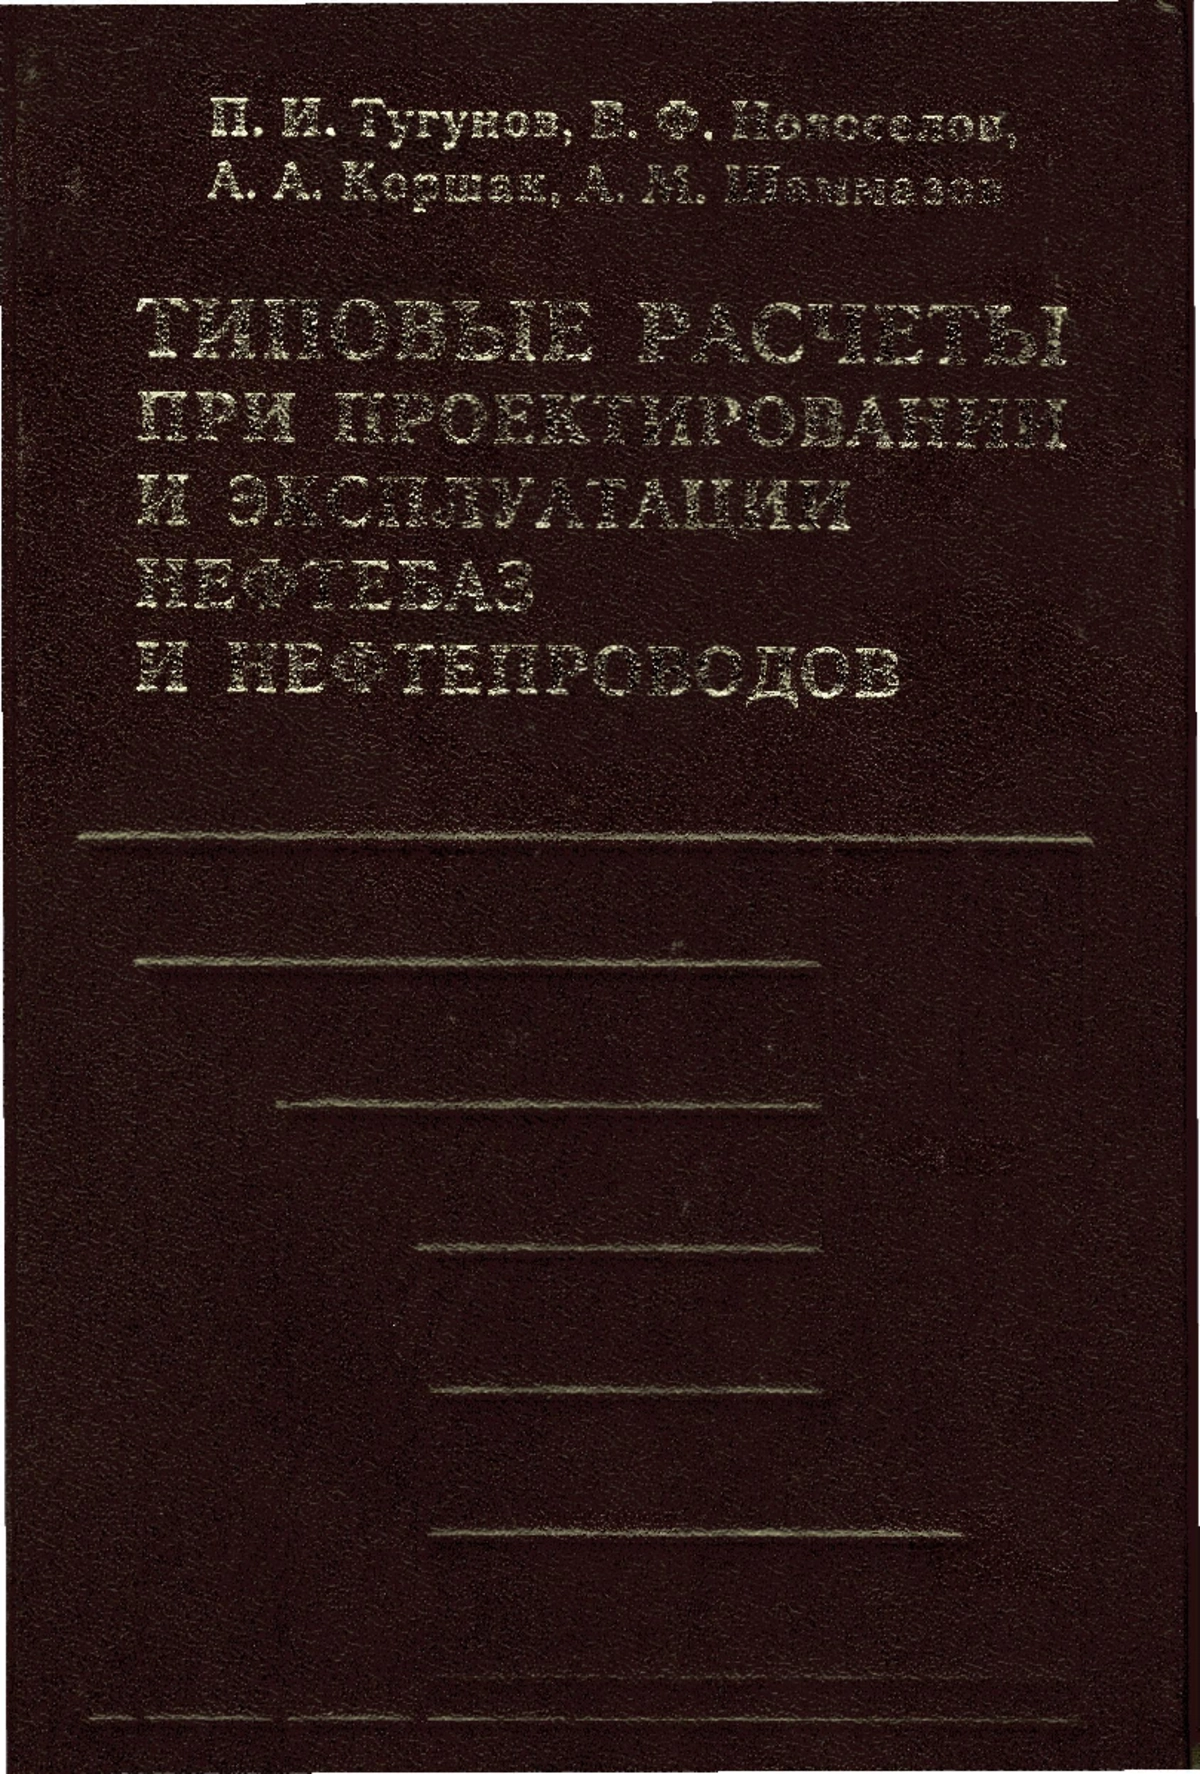 П. И. Тугунов, В. Ф. Новоселов,
А. А. Коршак, А. М. Шаммазов
ТИПОВЫЕ РАСЧЕТЫ
ПРИ ПРОЕКТИРОВАНИИ
И ЭКСПЛУАТАЦИИ
НЕФТЕБАЗ
И НЕФТЕПРОВОДОВ